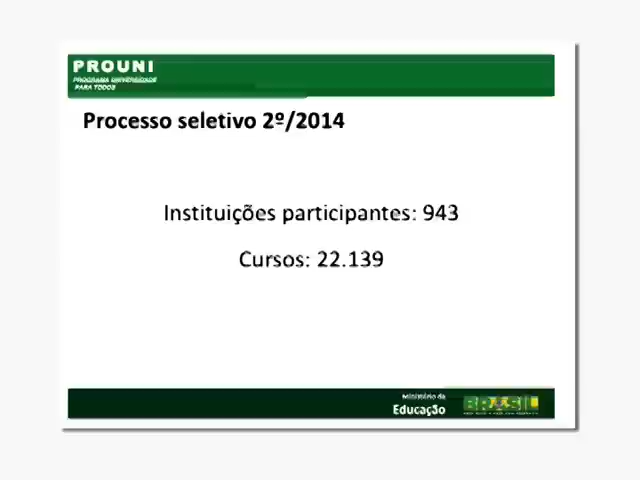 PROUNI
PROGRAMA UNIVERSIDADE
PARA TODOS
Processo seletivo 2º/2014
Instituições participantes: 943
Cursos: 22.139
Ministério da
Educação
BRASIL